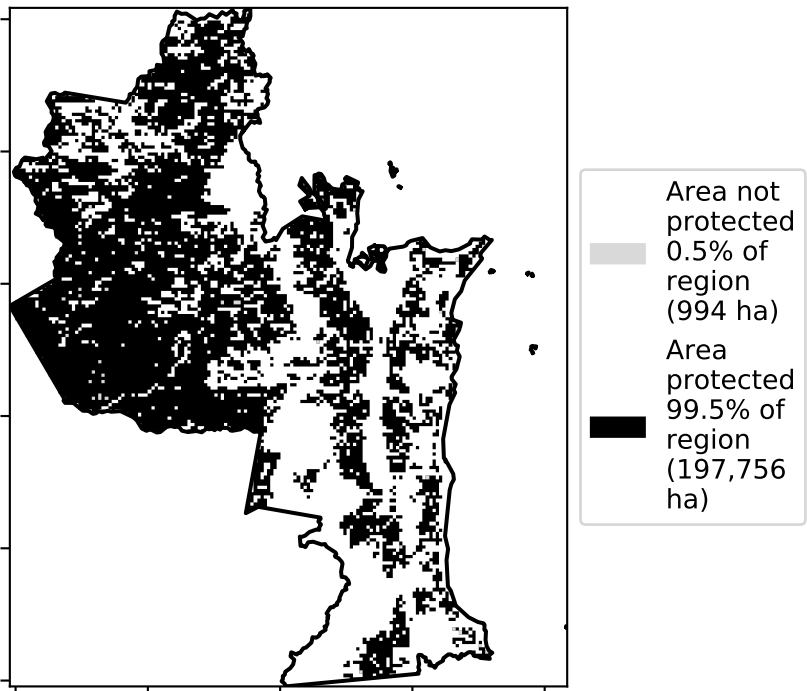 Area not
protected
0.5% of
region
(994 ha)
Area
protected
99.5% of
region
(197,756
ha)